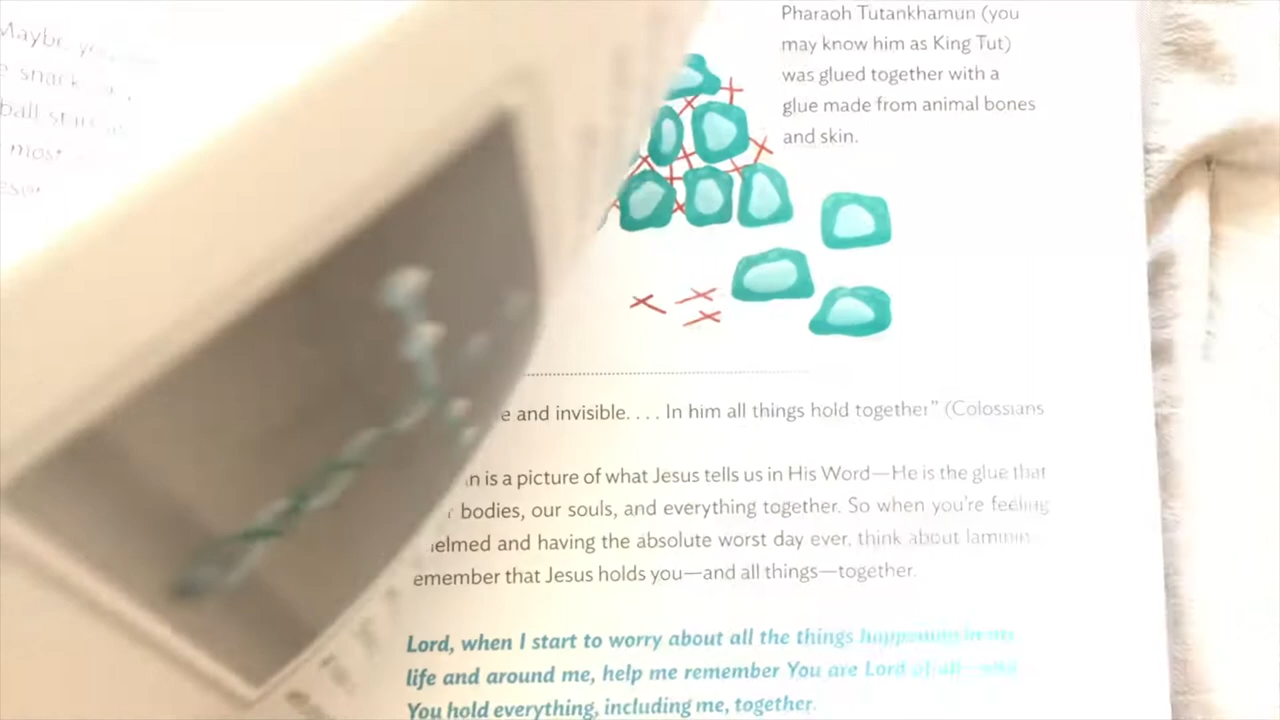 Maybe
snack
ball
most
Pharaoh Tutankhamun (you
may know him as King Tut)
was glued together with a
glue made from animal bones
and skin.
e and invisible. . . . In him all things hold together” (Colossians
is a picture of what Jesus tells us in His Word—He is the glue that
bodies, our souls, and everything together. So when you’re feeling
elmed and having the absolute worst day ever, think about laminin
emember that Jesus holds you—and all things—together.
Lord, when I start to worry about all the things happening in my
life and around me, help me remember You are Lord of all—and
You hold everything, including me, together.